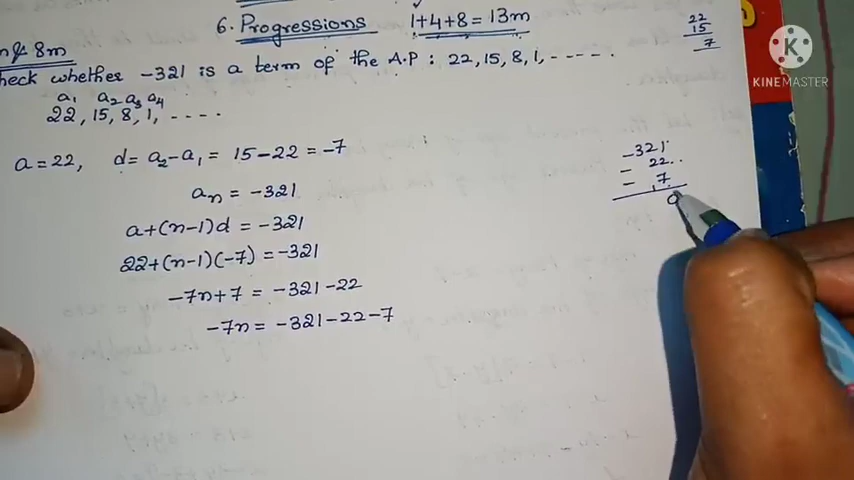 6. Progressions 1+4+8=13m
8m
check whether -321 is a term of the A.P: 22,15,8,1,-----.
a₁ a₂ a₃ a₄
22, 15, 8, 1, ----.
a=22, d= a₂-a₁ = 15-22 = -7
aₙ = -321
a+(n-1)d = -321
22+(n-1)(-7) = -321
-7n+7 = -321-22
-7n = -321-22-7
22
15
7
-321
- 22
- 7
0
K
KINEMASTER